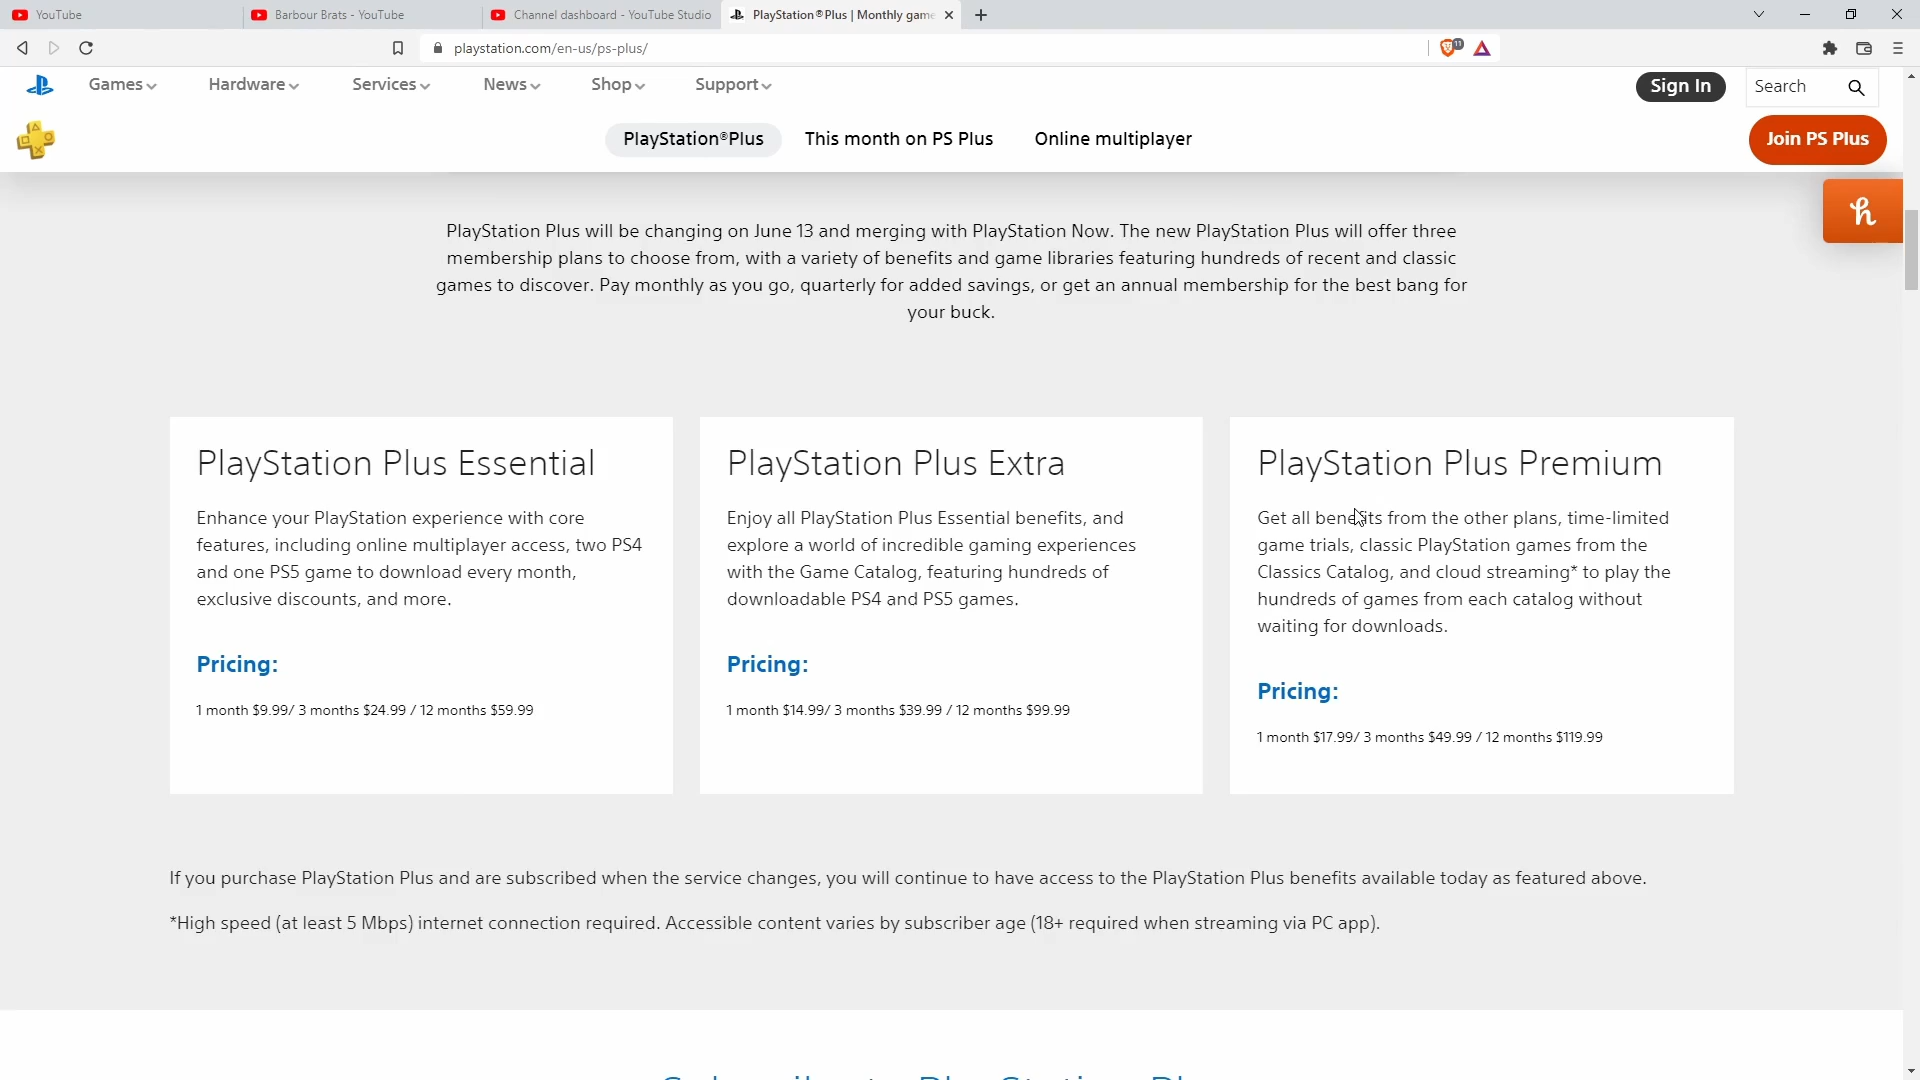 YouTube
Barbour Brats - YouTube
Channel dashboard - YouTube Studio
PlayStation®Plus | Monthly game
playstation.com/en-us/ps-plus/
11
Games
Hardware
Services
News
Shop
Support
Sign In
Search
PlayStation®Plus
This month on PS Plus
Online multiplayer
Join PS Plus
PlayStation Plus will be changing on June 13 and merging with PlayStation Now. The new PlayStation Plus will offer three
membership plans to choose from, with a variety of benefits and game libraries featuring hundreds of recent and classic
games to discover. Pay monthly as you go, quarterly for added savings, or get an annual membership for the best bang for
your buck.
PlayStation Plus Essential
Enhance your PlayStation experience with core
features, including online multiplayer access, two PS4
and one PS5 game to download every month,
exclusive discounts, and more.
Pricing:
1 month $9.99/ 3 months $24.99 / 12 months $59.99
PlayStation Plus Extra
Enjoy all PlayStation Plus Essential benefits, and
explore a world of incredible gaming experiences
with the Game Catalog, featuring hundreds of
downloadable PS4 and PS5 games.
Pricing:
1 month $14.99/ 3 months $39.99 / 12 months $99.99
PlayStation Plus Premium
Get all benefits from the other plans, time-limited
game trials, classic PlayStation games from the
Classics Catalog, and cloud streaming* to play the
hundreds of games from each catalog without
waiting for downloads.
Pricing:
1 month $17.99/ 3 months $49.99 / 12 months $119.99
If you purchase PlayStation Plus and are subscribed when the service changes, you will continue to have access to the PlayStation Plus benefits available today as featured above.
*High speed (at least 5 Mbps) internet connection required. Accessible content varies by subscriber age (18+ required when streaming via PC app).